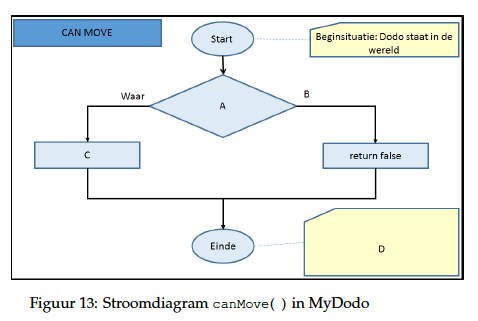 CAN MOVE
Start
Beginsituatie: Dodo staat in de
wereld
Waar
A
B
C
return false
Einde
D
Figuur 13: Stroomdiagram canMove( ) in MyDodo